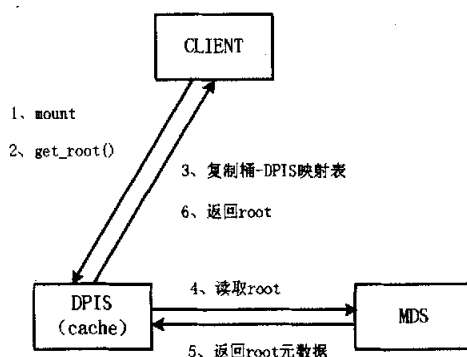 CLIENT
1、mount
2、get_root()
3、复制桶-DPIS映射表
6、返回root
4、读取root
DPIS
(cache)
MDS
5、返回root元数据